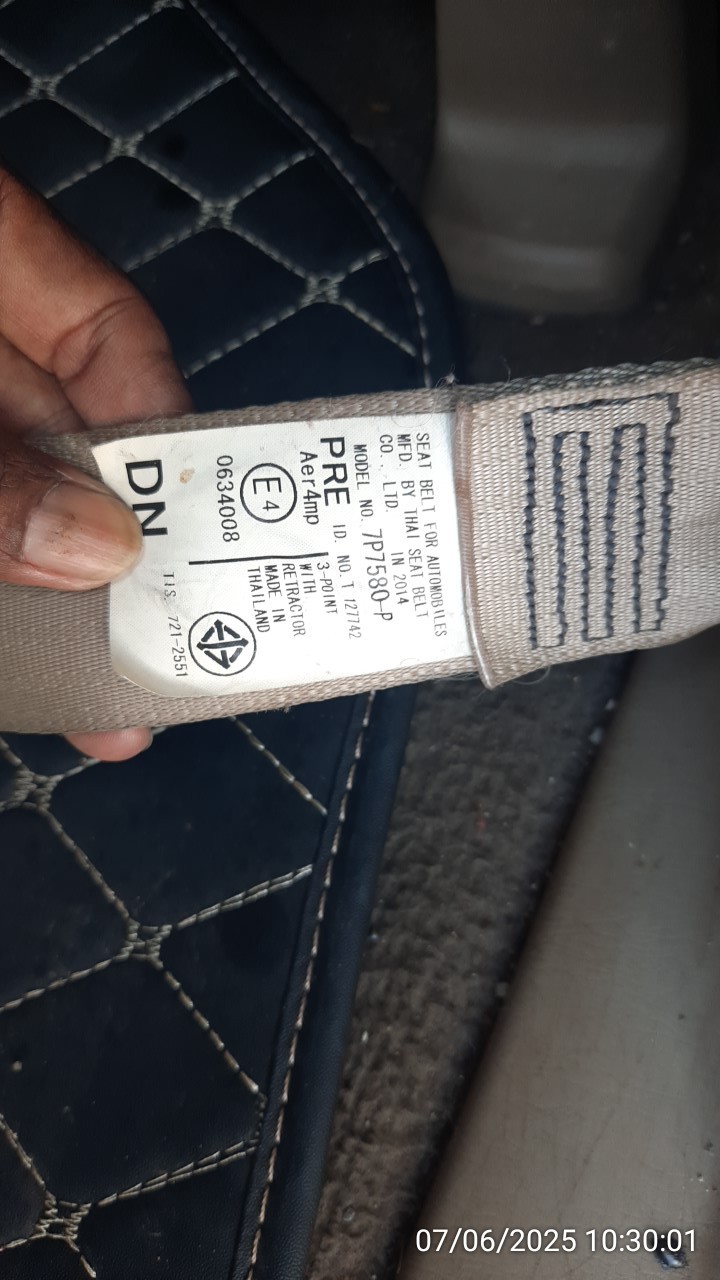 SEAT BELT FOR AUTOMOBILES
MFD. BY THAI SEAT BELT
CO., LTD. IN 2014
MODEL NO. 7P7580-P
PRE ID. NO. T 127742
Aer4mp
3-POINT
WITH
RETRACTOR
MADE IN
THAILAND
E4
0634008
TIS. 721-2551
DN
07/06/2025 10:30:01